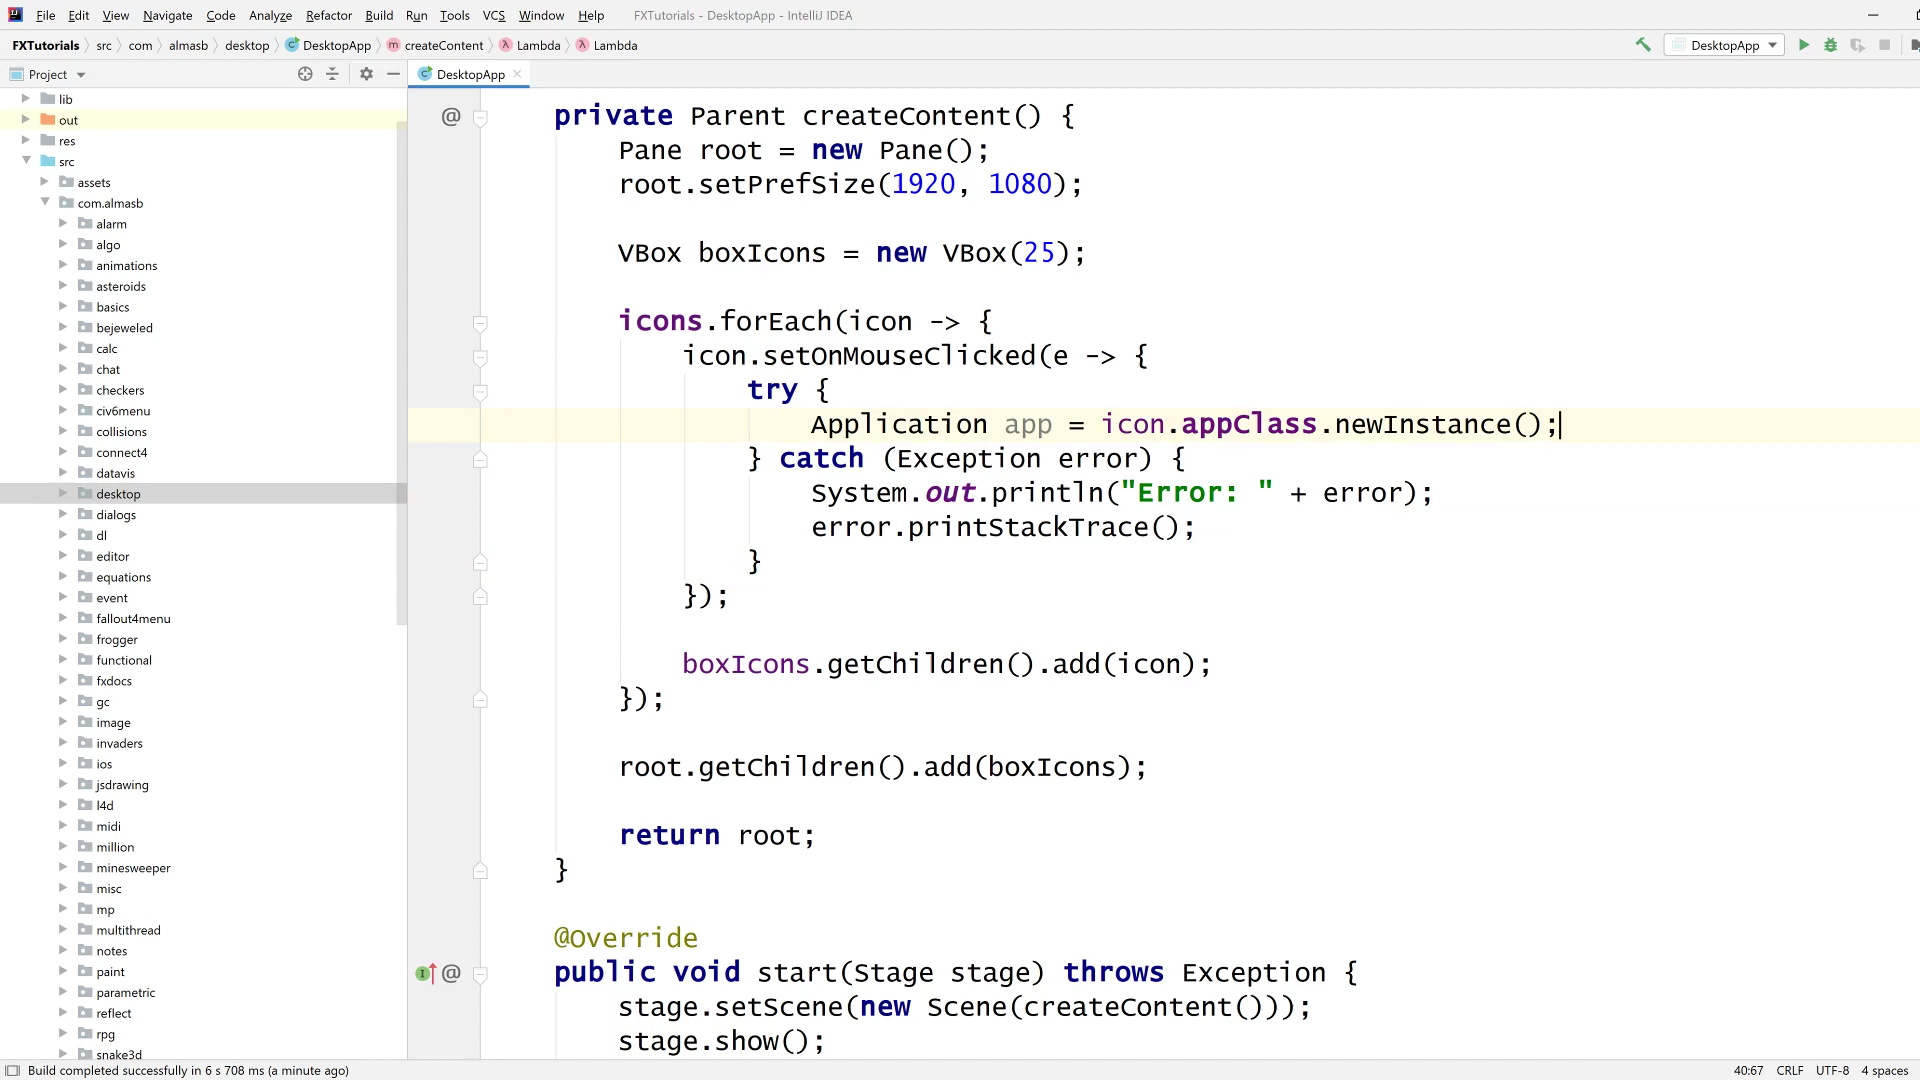 File Edit View Navigate Code Analyze Refactor Build Run Tools VCS Window Help FXTutorials - DesktopApp - IntelliJ IDEA
FXTutorials src com almasb desktop DesktopApp createContent Lambda Lambda DesktopApp
Project DesktopApp
lib
out
res
src
assets
com.almasb
alarm
algo
animations
asteroids
basics
bejeweled
calc
chat
checkers
civ6menu
collisions
connect4
datavis
desktop
dialogs
dl
editor
equations
event
fallout4menu
frogger
functional
fxdocs
gc
image
invaders
ios
jsdrawing
l4d
midi
million
minesweeper
misc
mp
multithread
notes
paint
parametric
reflect
rpg
snake3d
private Parent createContent() {
Pane root = new Pane();
root.setPrefSize(1920, 1080);
VBox boxIcons = new VBox(25);
icons.forEach(icon -> {
icon.setOnMouseClicked(e -> {
try {
Application app = icon.appClass.newInstance();
} catch (Exception error) {
System.out.println("Error: " + error);
error.printStackTrace();
}
});
boxIcons.getChildren().add(icon);
});
root.getChildren().add(boxIcons);
return root;
}
@Override
public void start(Stage stage) throws Exception {
stage.setScene(new Scene(createContent()));
stage.show();
Build completed successfully in 6 s 708 ms (a minute ago) 40:67 CRLF UTF-8 4 spaces